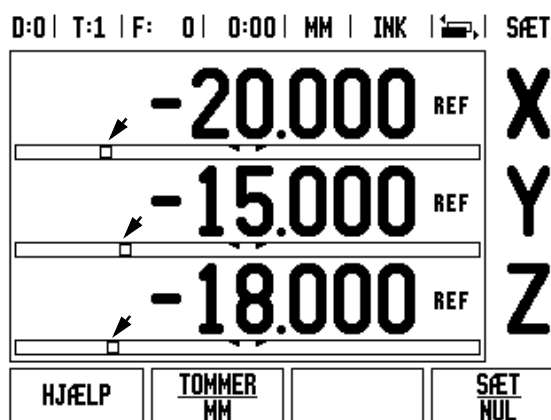 D:0 | T:1 | F: 0 | 0:00 | MM | INK | | SÆT
-20.000 REF X
-15.000 REF Y
-18.000 REF Z
HJÆLP
TOMMER
MM
SÆT
NUL